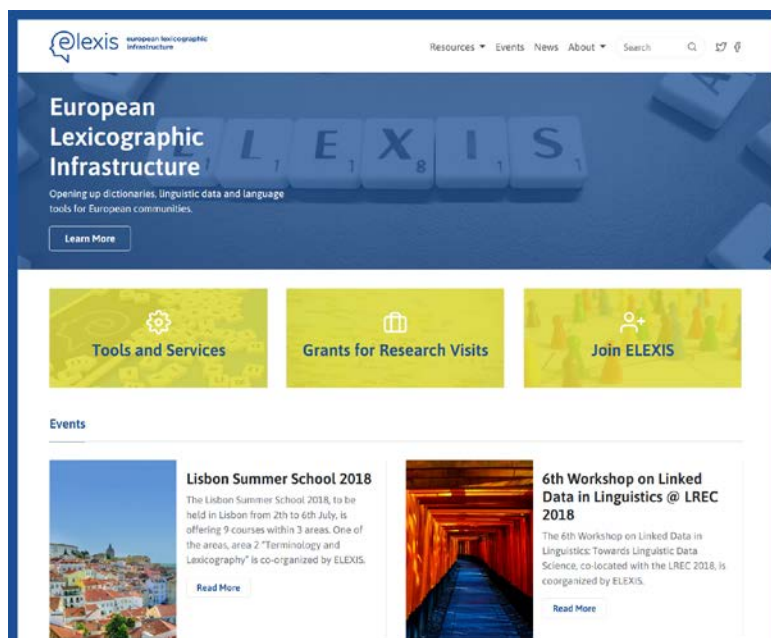 elexis european lexicographic
infrastructure
Resources Events News About Search
European
Lexicographic
Infrastructure
L E X I S
1 1 8 1 1
Opening up dictionaries, linguistic data and language
tools for European communities.
Learn More
Tools and Services
Grants for Research Visits
Join ELEXIS
Events
Lisbon Summer School 2018
The Lisbon Summer School 2018, to be
held in Lisbon from 2th to 6th July, is
offering 9 courses within 3 areas. One of
the areas, area 2 "Terminology and
Lexicography" is co-organized by ELEXIS.
Read More
6th Workshop on Linked
Data in Linguistics @ LREC
2018
The 6th Workshop on Linked Data in
Linguistics: Towards Linguistic Data
Science, co-located with the LREC 2018, is
coorganized by ELEXIS.
Read More